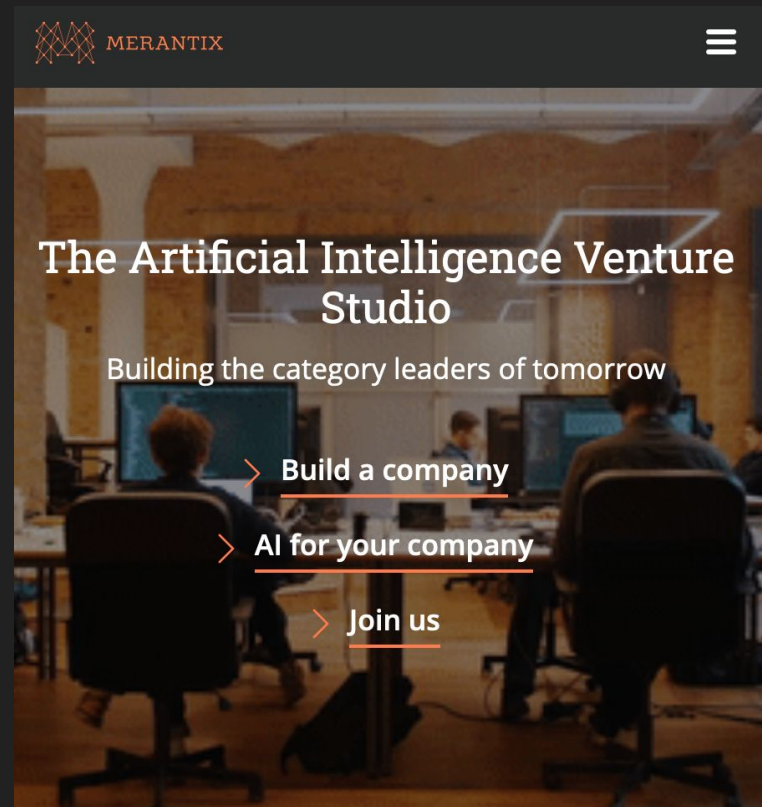 MERANTIX
The Artificial Intelligence Venture
Studio
Building the category leaders of tomorrow
Build a company
AI for your company
Join us